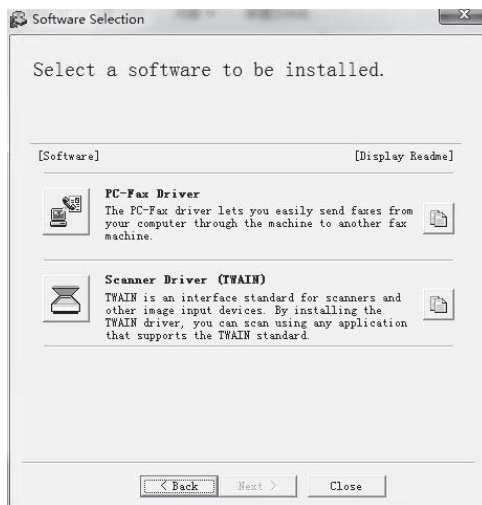 Software Selection
Select a software to be installed.
[Software] [Display Readme]
PC-Fax Driver
The PC-Fax driver lets you easily send faxes from
your computer through the machine to another fax
machine.
Scanner Driver (TWAIN)
TWAIN is an interface standard for scanners and
other image input devices. By installing the
TWAIN driver, you can scan using any application
that supports the TWAIN standard.
< Back Next > Close